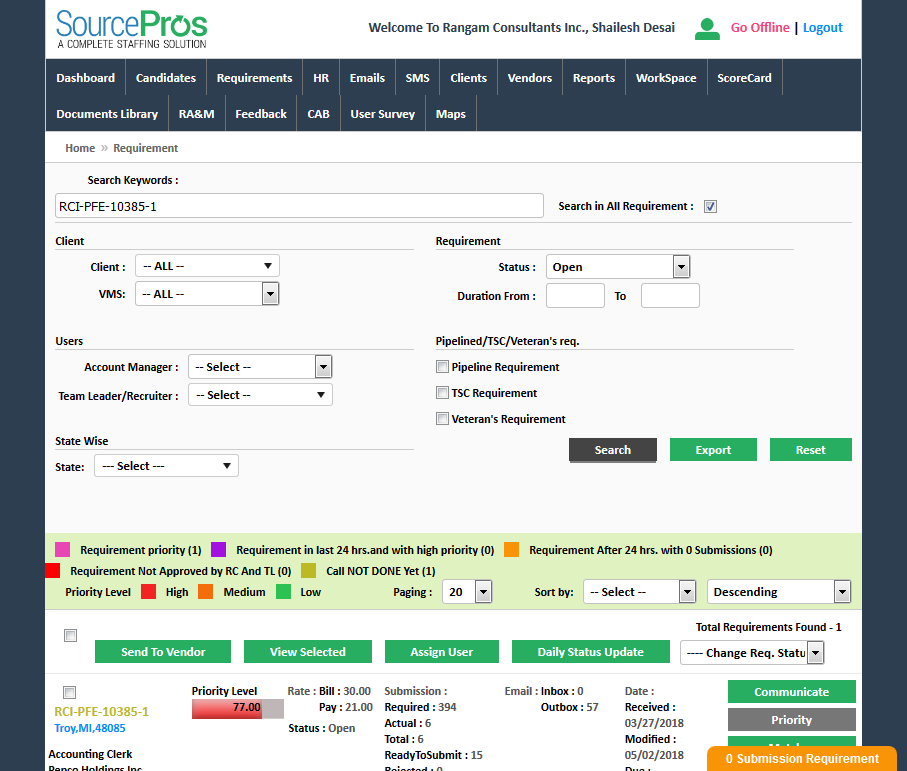 SourcePros
A COMPLETE STAFFING SOLUTION
Welcome To Rangam Consultants Inc., Shailesh Desai
Go Offline | Logout
Dashboard Candidates Requirements HR Emails SMS Clients Vendors Reports WorkSpace ScoreCard
Documents Library RA&M Feedback CAB User Survey Maps
Home » Requirement
Search Keywords :
RCI-PFE-10385-1 Search in All Requirement :
Client Requirement
Client : -- ALL -- Status : Open
VMS: -- ALL -- Duration From : To
Users Pipelined/TSC/Veteran's req.
Account Manager : -- Select -- Pipeline Requirement
Team Leader/Recruiter : -- Select -- TSC Requirement
Veteran's Requirement
State Wise
Search Export Reset
State: --- Select ---
Requirement priority (1) Requirement in last 24 hrs.and with high priority (0) Requirement After 24 hrs. with 0 Submissions (0)
Requirement Not Approved by RC And TL (0) Call NOT DONE Yet (1)
Priority Level High Medium Low Paging : 20 Sort by: -- Select -- Descending
Total Requirements Found - 1
Send To Vendor View Selected Assign User Daily Status Update ---- Change Req. Statu
Priority Level Rate : Bill : 30.00 Submission : Email : Inbox : 0 Date : Communicate
RCI-PFE-10385-1 77.00 Pay : 21.00 Required : 394 Outbox : 57 Received :
Troy,MI,48085 Status : Open Actual : 6 03/27/2018 Priority
Total : 6 Modified :
Accounting Clerk ReadyToSubmit : 15 05/02/2018
Pepco Holdings Inc Rejected : 0 Due :
0 Submission Requirement